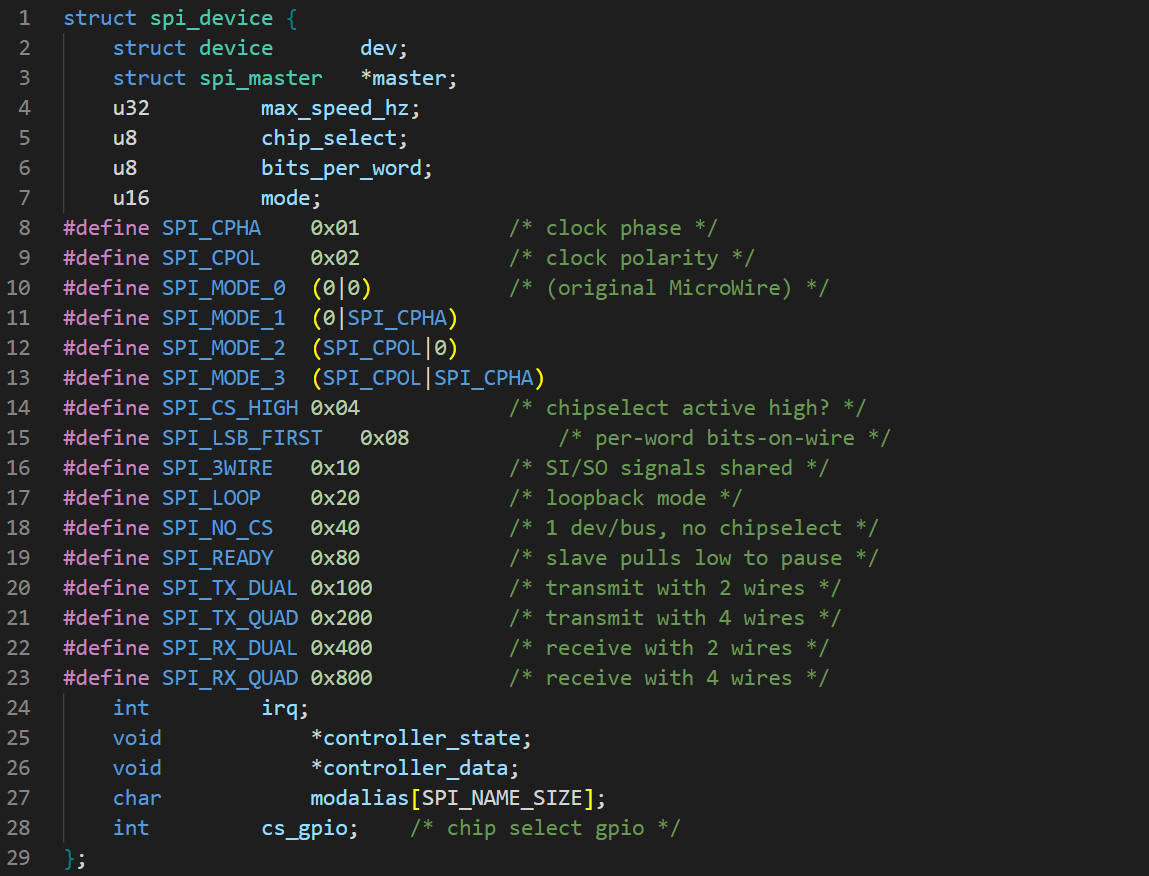 1 struct spi_device {
2     struct device       dev;
3     struct spi_master   *master;
4     u32         max_speed_hz;
5     u8          chip_select;
6     u8          bits_per_word;
7     u16         mode;
8 #define SPI_CPHA    0x01            /* clock phase */
9 #define SPI_CPOL    0x02            /* clock polarity */
10 #define SPI_MODE_0  (0|0)           /* (original MicroWire) */
11 #define SPI_MODE_1  (0|SPI_CPHA)
12 #define SPI_MODE_2  (SPI_CPOL|0)
13 #define SPI_MODE_3  (SPI_CPOL|SPI_CPHA)
14 #define SPI_CS_HIGH 0x04            /* chipselect active high? */
15 #define SPI_LSB_FIRST   0x08            /* per-word bits-on-wire */
16 #define SPI_3WIRE   0x10            /* SI/SO signals shared */
17 #define SPI_LOOP    0x20            /* loopback mode */
18 #define SPI_NO_CS   0x40            /* 1 dev/bus, no chipselect */
19 #define SPI_READY   0x80            /* slave pulls low to pause */
20 #define SPI_TX_DUAL 0x100           /* transmit with 2 wires */
21 #define SPI_TX_QUAD 0x200           /* transmit with 4 wires */
22 #define SPI_RX_DUAL 0x400           /* receive with 2 wires */
23 #define SPI_RX_QUAD 0x800           /* receive with 4 wires */
24     int         irq;
25     void            *controller_state;
26     void            *controller_data;
27     char            modalias[SPI_NAME_SIZE];
28     int         cs_gpio;    /* chip select gpio */
29 };